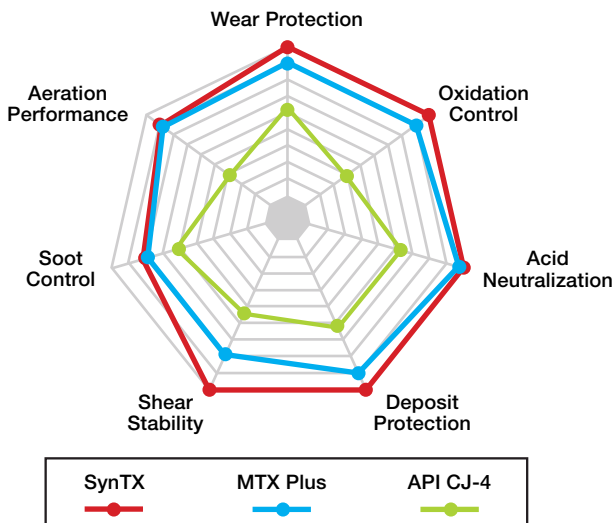 Wear Protection
Aeration
Performance
Oxidation
Control
Soot
Control
Acid
Neutralization
Shear
Stability
Deposit
Protection
SynTX
MTX Plus
API CJ-4